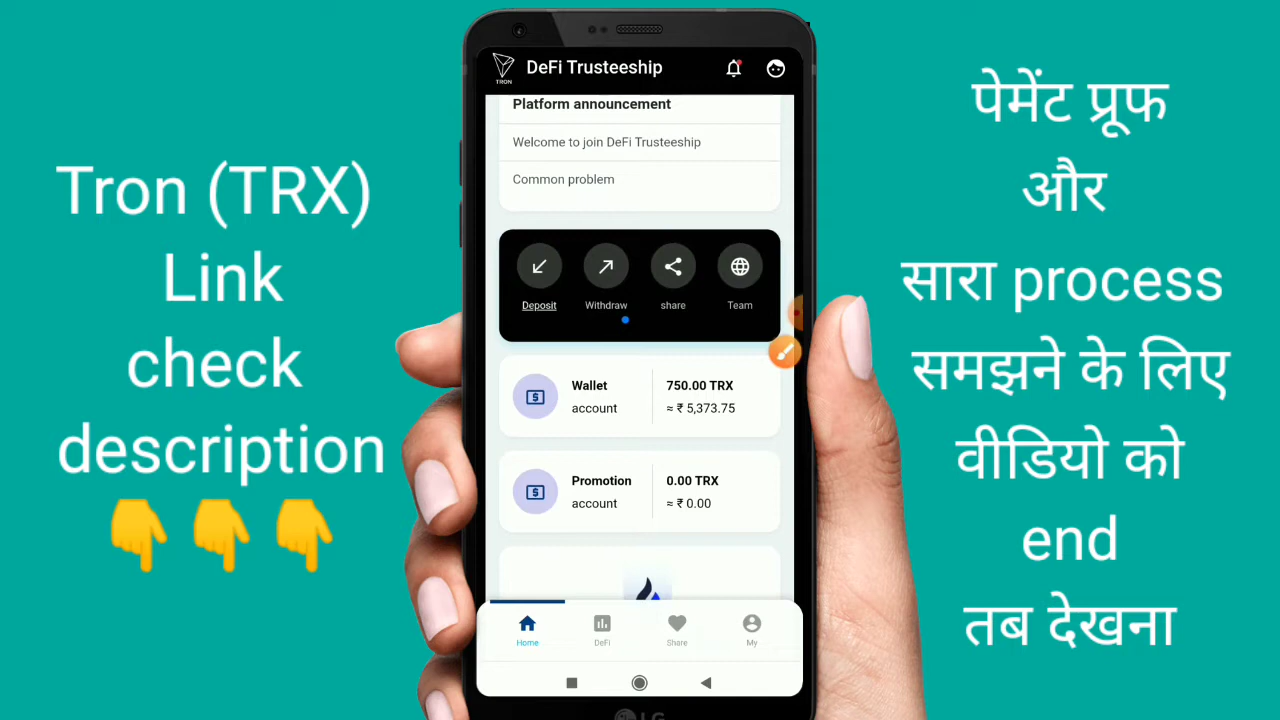 Tron (TRX)
Link
check
description
👇👇👇
TRON
DeFi Trusteeship
Platform announcement
Welcome to join DeFi Trusteeship
Common problem
Deposit
Withdraw
share
Team
Wallet
account
750.00 TRX
≈ ₹ 5,373.75
Promotion
account
0.00 TRX
≈ ₹ 0.00
Home
DeFi
Share
My
LG
पेमेंट प्रूफ
और
सारा process
समझने के लिए
वीडियो को
end
तब देखना